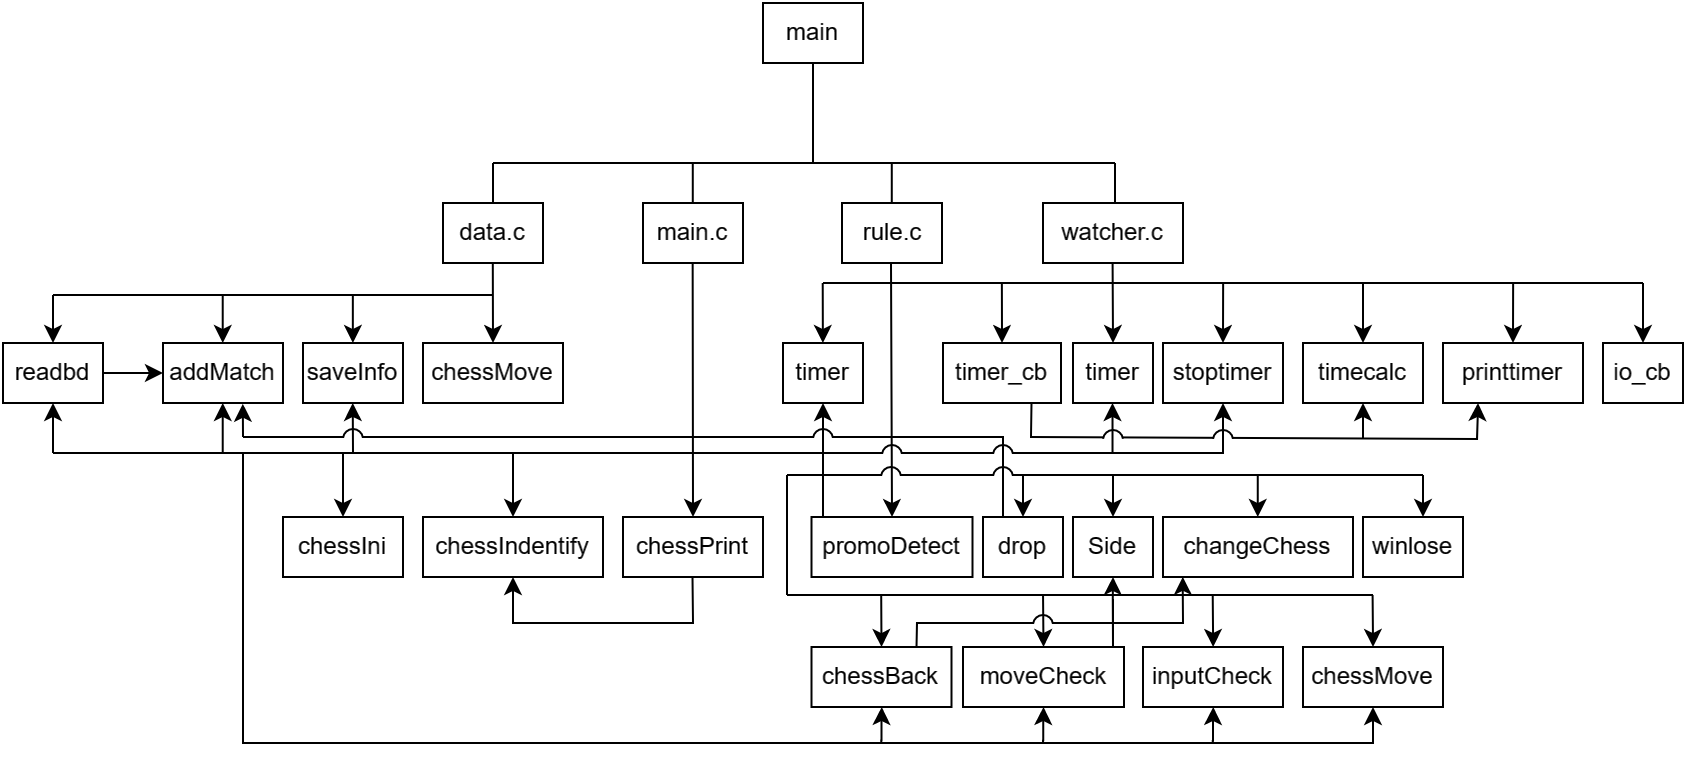 main
data.c
main.c
rule.c
watcher.c
readbd
addMatch
saveInfo
chessMove
timer
timer_cb
timer
stoptimer
timecalc
printtimer
io_cb
chessIni
chessIndentify
chessPrint
promoDetect
drop
Side
changeChess
winlose
chessBack
moveCheck
inputCheck
chessMove